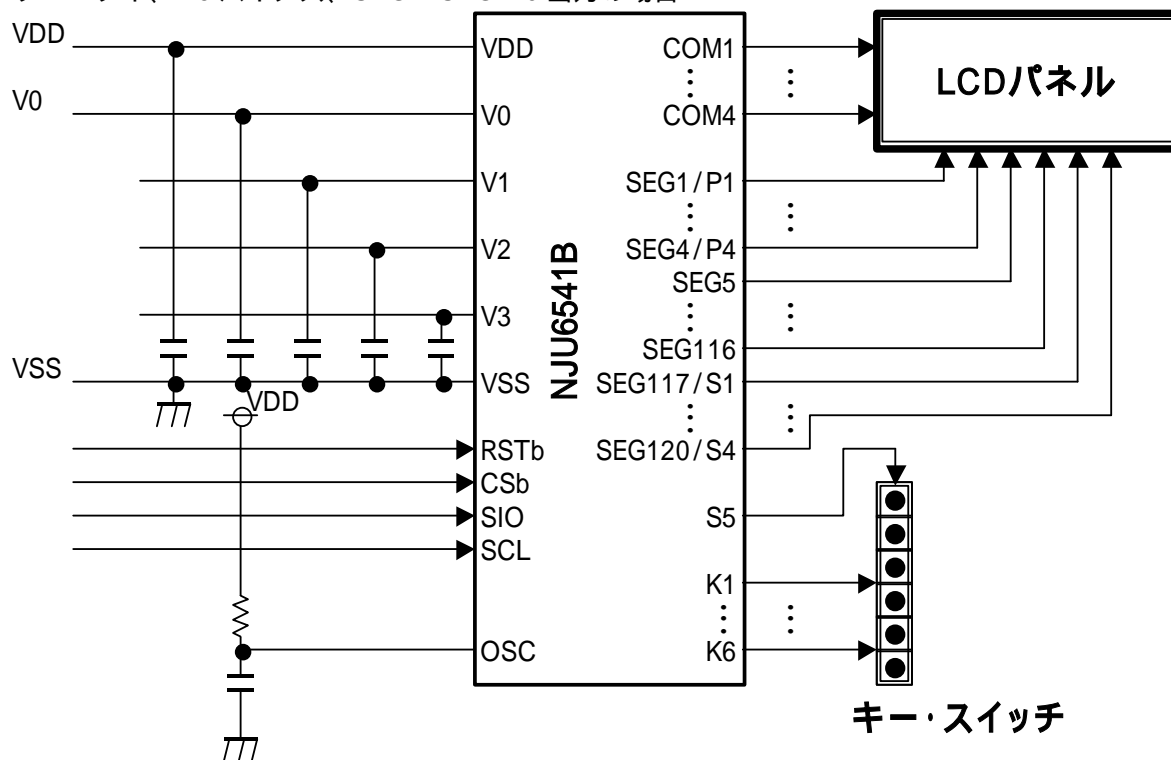 VDD
V0
VSS
VDD
VDD
V0
V1
V2
V3
VSS
RSTb
CSb
SIO
SCL
OSC
NJU6541B
COM1
COM4
SEG1/P1
SEG4/P4
SEG5
SEG116
SEG117/S1
SEG120/S4
S5
K1
K6
LCDパネル
キー・スイッチ